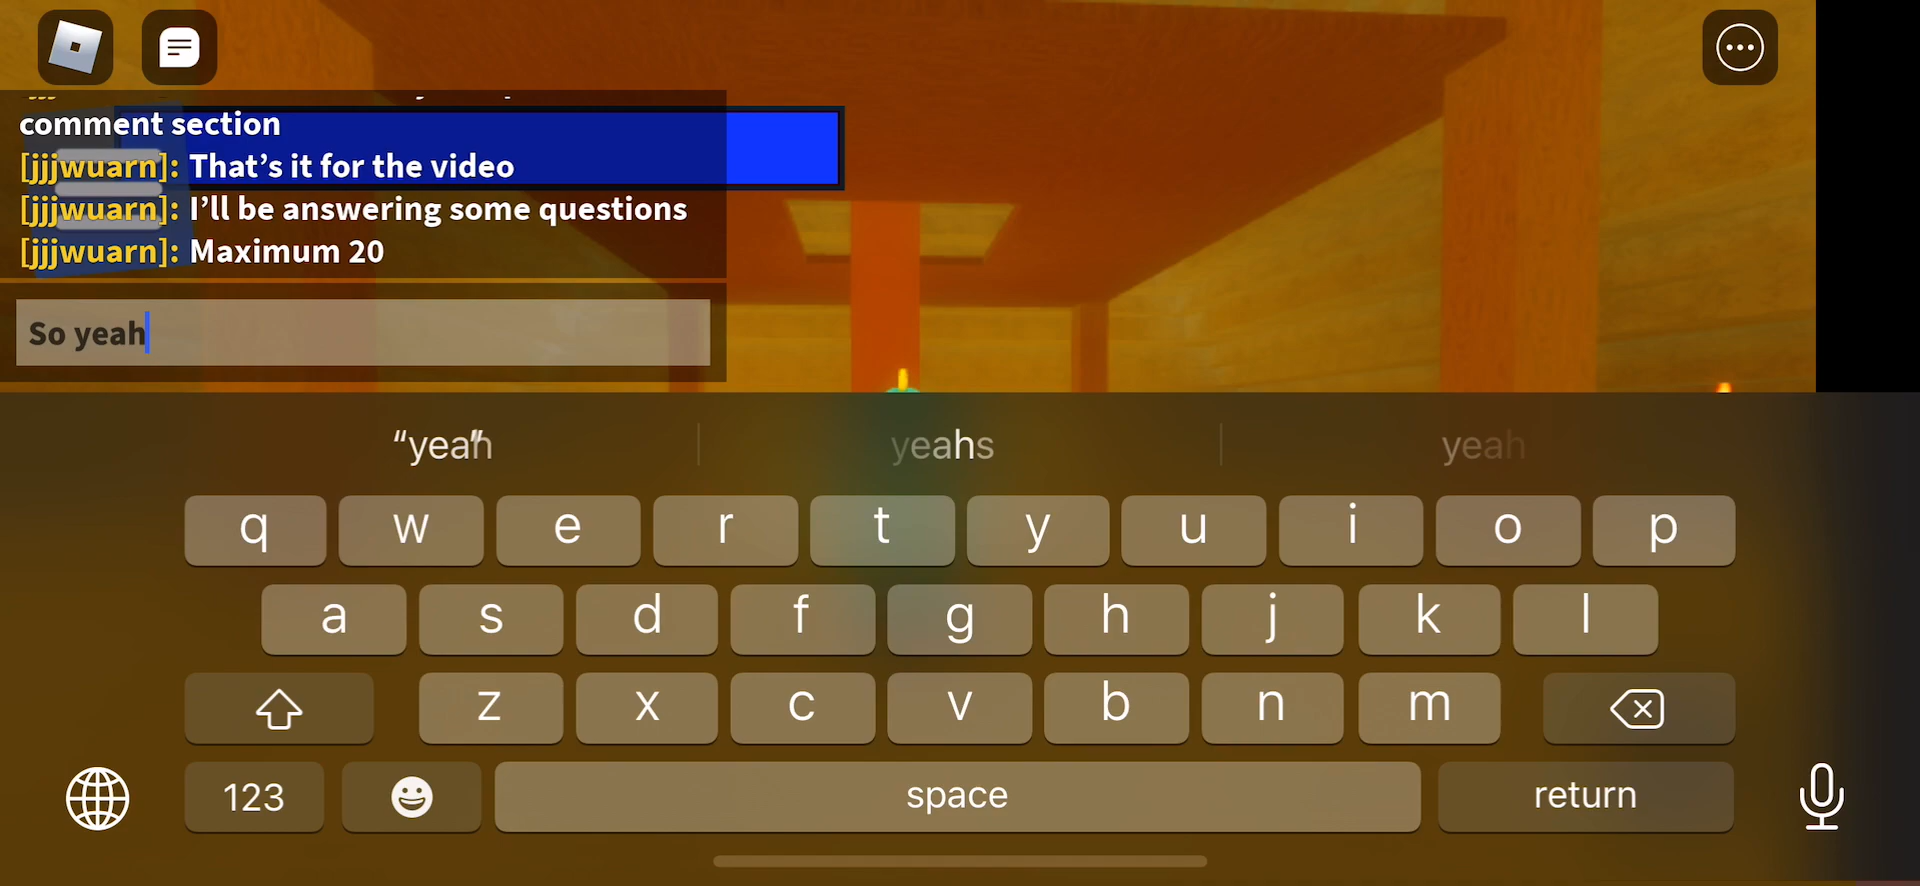 comment section
[jjjwuarn]: That’s it for the video
[jjjwuarn]: I’ll be answering some questions
[jjjwuarn]: Maximum 20
So yeah
“yeah” yeahs yeah
q w e r t y u i o p
a s d f g h j k l
z x c v b n m
123 space return